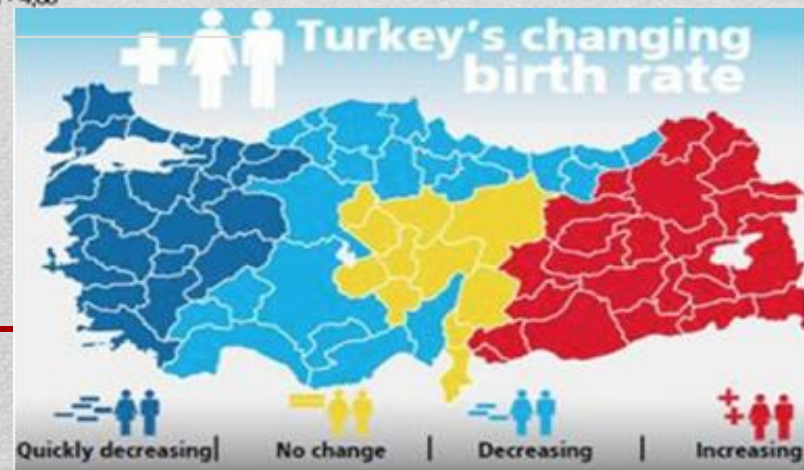 Turkey's changing
birth rate
Quickly decreasing | No change | Decreasing | Increasing